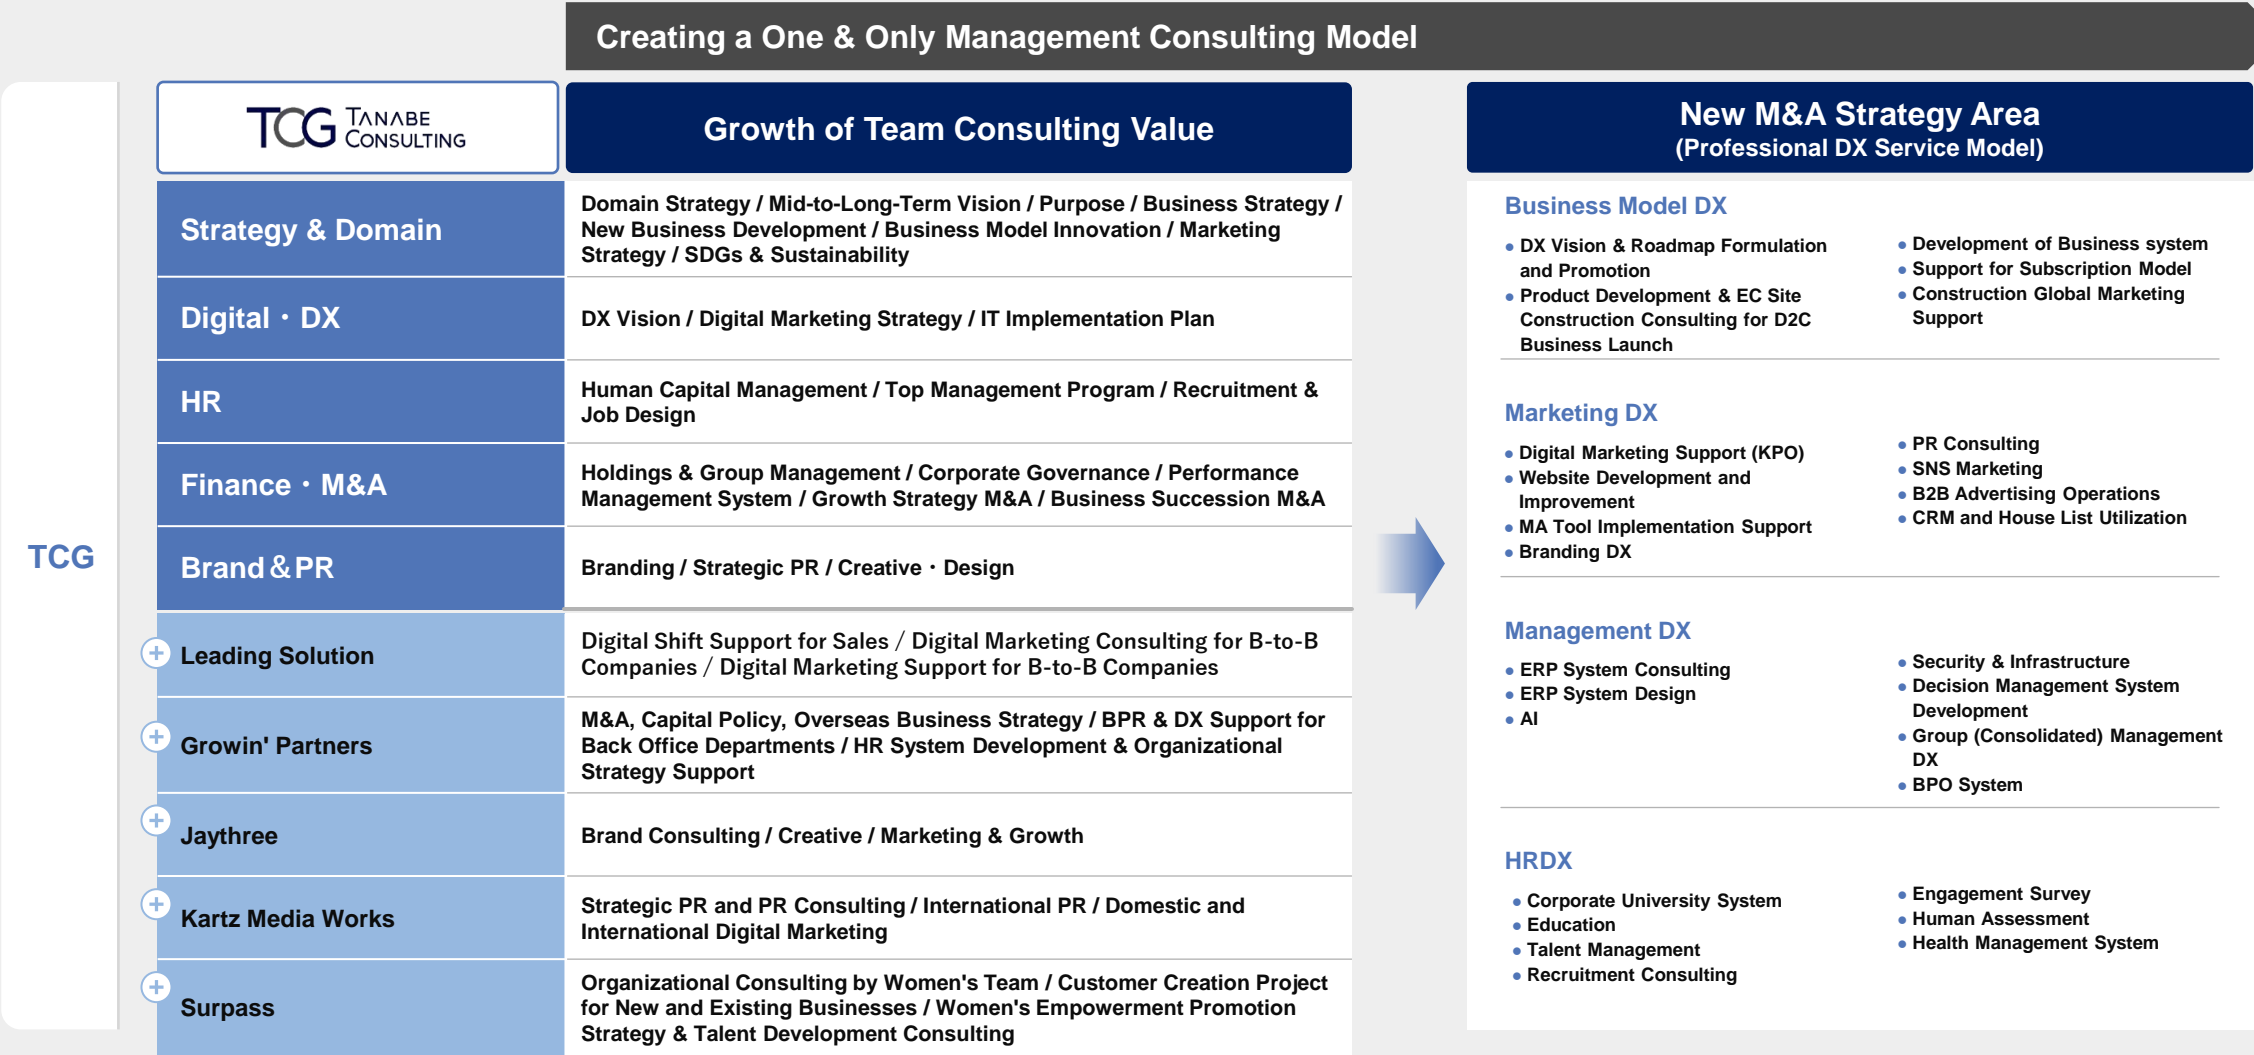 Creating a One & Only Management Consulting Model
TCG
TCG TANABE
CONSULTING
Growth of Team Consulting Value
Strategy & Domain
Domain Strategy / Mid-to-Long-Term Vision / Purpose / Business Strategy /
New Business Development / Business Model Innovation / Marketing
Strategy / SDGs & Sustainability
Digital・DX
DX Vision / Digital Marketing Strategy / IT Implementation Plan
HR
Human Capital Management / Top Management Program / Recruitment &
Job Design
Finance・M&A
Holdings & Group Management / Corporate Governance / Performance
Management System / Growth Strategy M&A / Business Succession M&A
Brand＆PR
Branding / Strategic PR / Creative・Design
+ Leading Solution
Digital Shift Support for Sales / Digital Marketing Consulting for B-to-B
Companies / Digital Marketing Support for B-to-B Companies
+ Growin' Partners
M&A, Capital Policy, Overseas Business Strategy / BPR & DX Support for
Back Office Departments / HR System Development & Organizational
Strategy Support
+ Jaythree
Brand Consulting / Creative / Marketing & Growth
+ Kartz Media Works
Strategic PR and PR Consulting / International PR / Domestic and
International Digital Marketing
+ Surpass
Organizational Consulting by Women's Team / Customer Creation Project
for New and Existing Businesses / Women's Empowerment Promotion
Strategy & Talent Development Consulting
New M&A Strategy Area
(Professional DX Service Model)
Business Model DX
● DX Vision & Roadmap Formulation
and Promotion
● Product Development & EC Site
Construction Consulting for D2C
Business Launch
● Development of Business system
● Support for Subscription Model
● Construction Global Marketing
Support
Marketing DX
● Digital Marketing Support (KPO)
● Website Development and
Improvement
● MA Tool Implementation Support
● Branding DX
● PR Consulting
● SNS Marketing
● B2B Advertising Operations
● CRM and House List Utilization
Management DX
● ERP System Consulting
● ERP System Design
● AI
● Security & Infrastructure
● Decision Management System
Development
● Group (Consolidated) Management
DX
● BPO System
HRDX
● Corporate University System
● Education
● Talent Management
● Recruitment Consulting
● Engagement Survey
● Human Assessment
● Health Management System